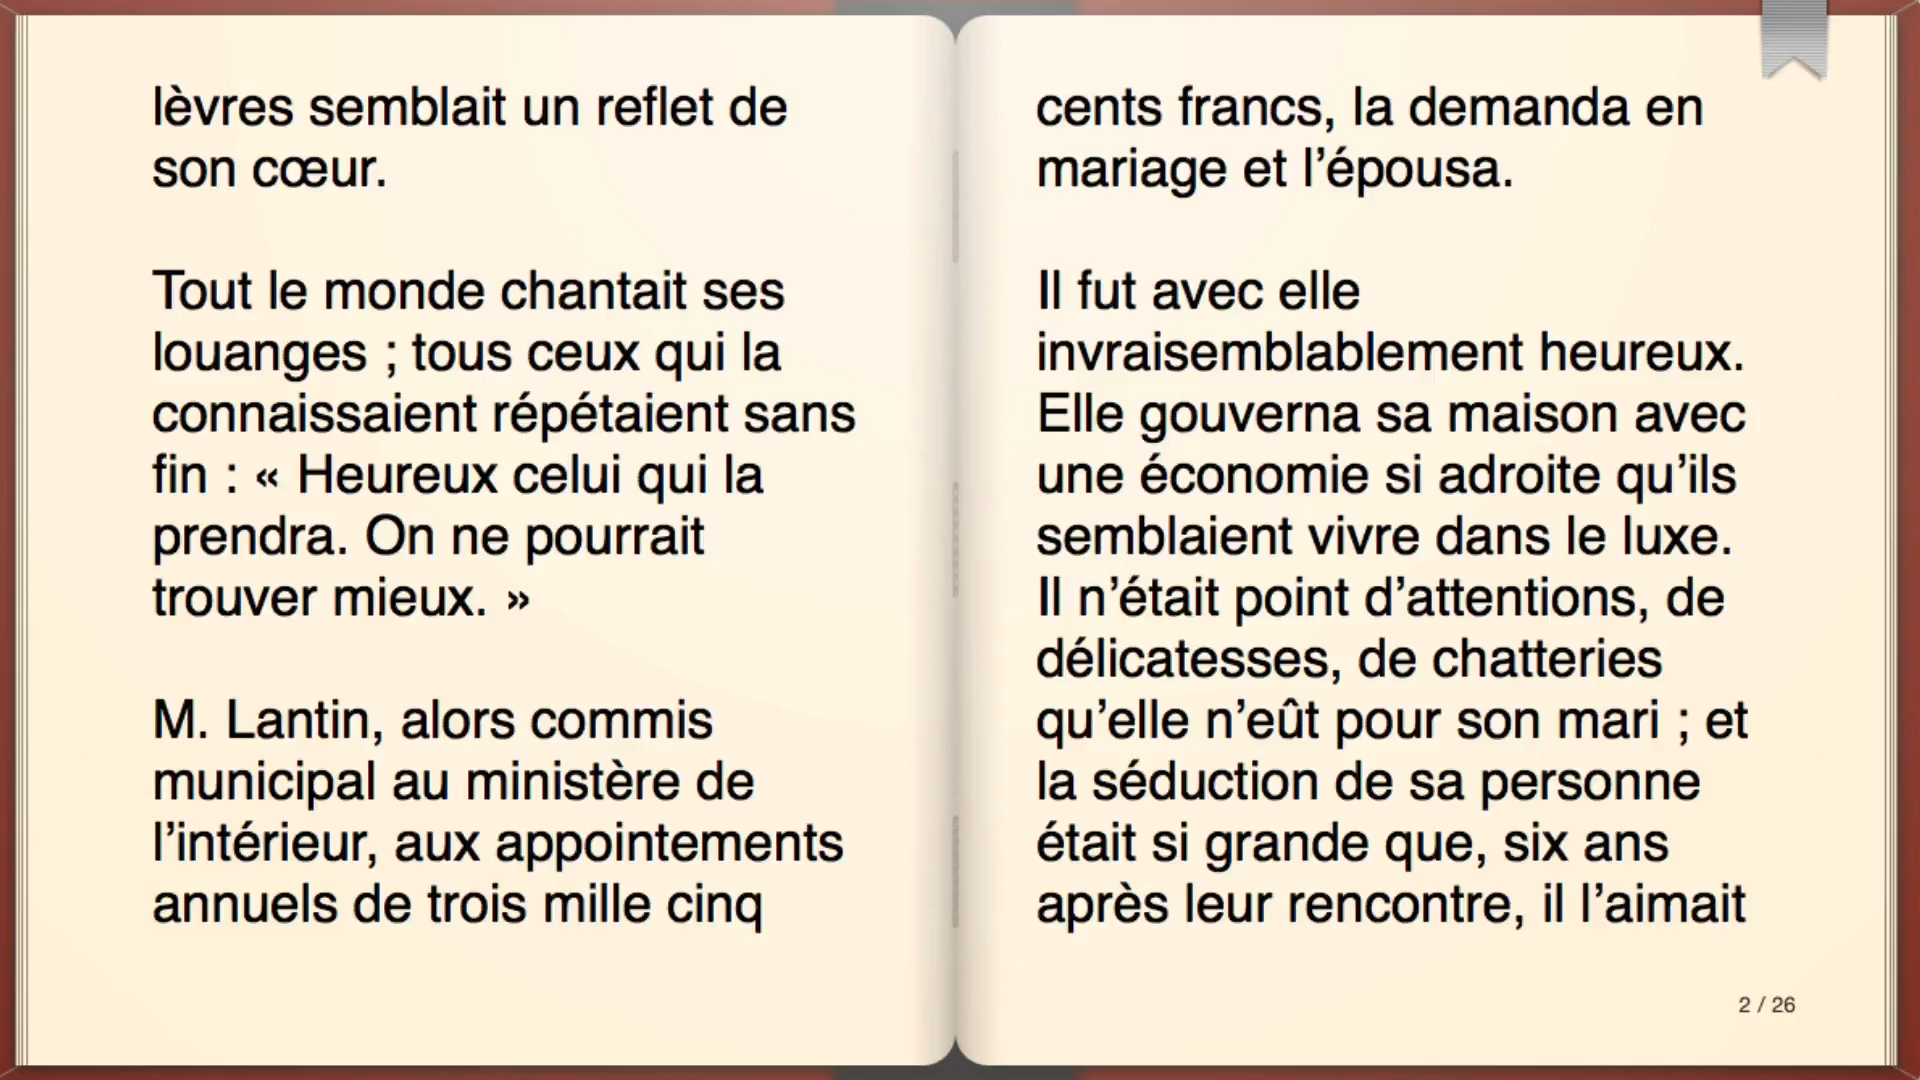 lèvres semblait un reflet de
son cœur.
Tout le monde chantait ses
louanges ; tous ceux qui la
connaissaient répétaient sans
fin : « Heureux celui qui la
prendra. On ne pourrait
trouver mieux. »
M. Lantin, alors commis
municipal au ministère de
l’intérieur, aux appointements
annuels de trois mille cinq
cents francs, la demanda en
mariage et l’épousa.
Il fut avec elle
invraisemblablement heureux.
Elle gouverna sa maison avec
une économie si adroite qu’ils
semblaient vivre dans le luxe.
Il n’était point d’attentions, de
délicatesses, de chatteries
qu’elle n’eût pour son mari ; et
la séduction de sa personne
était si grande que, six ans
après leur rencontre, il l’aimait
2 / 26